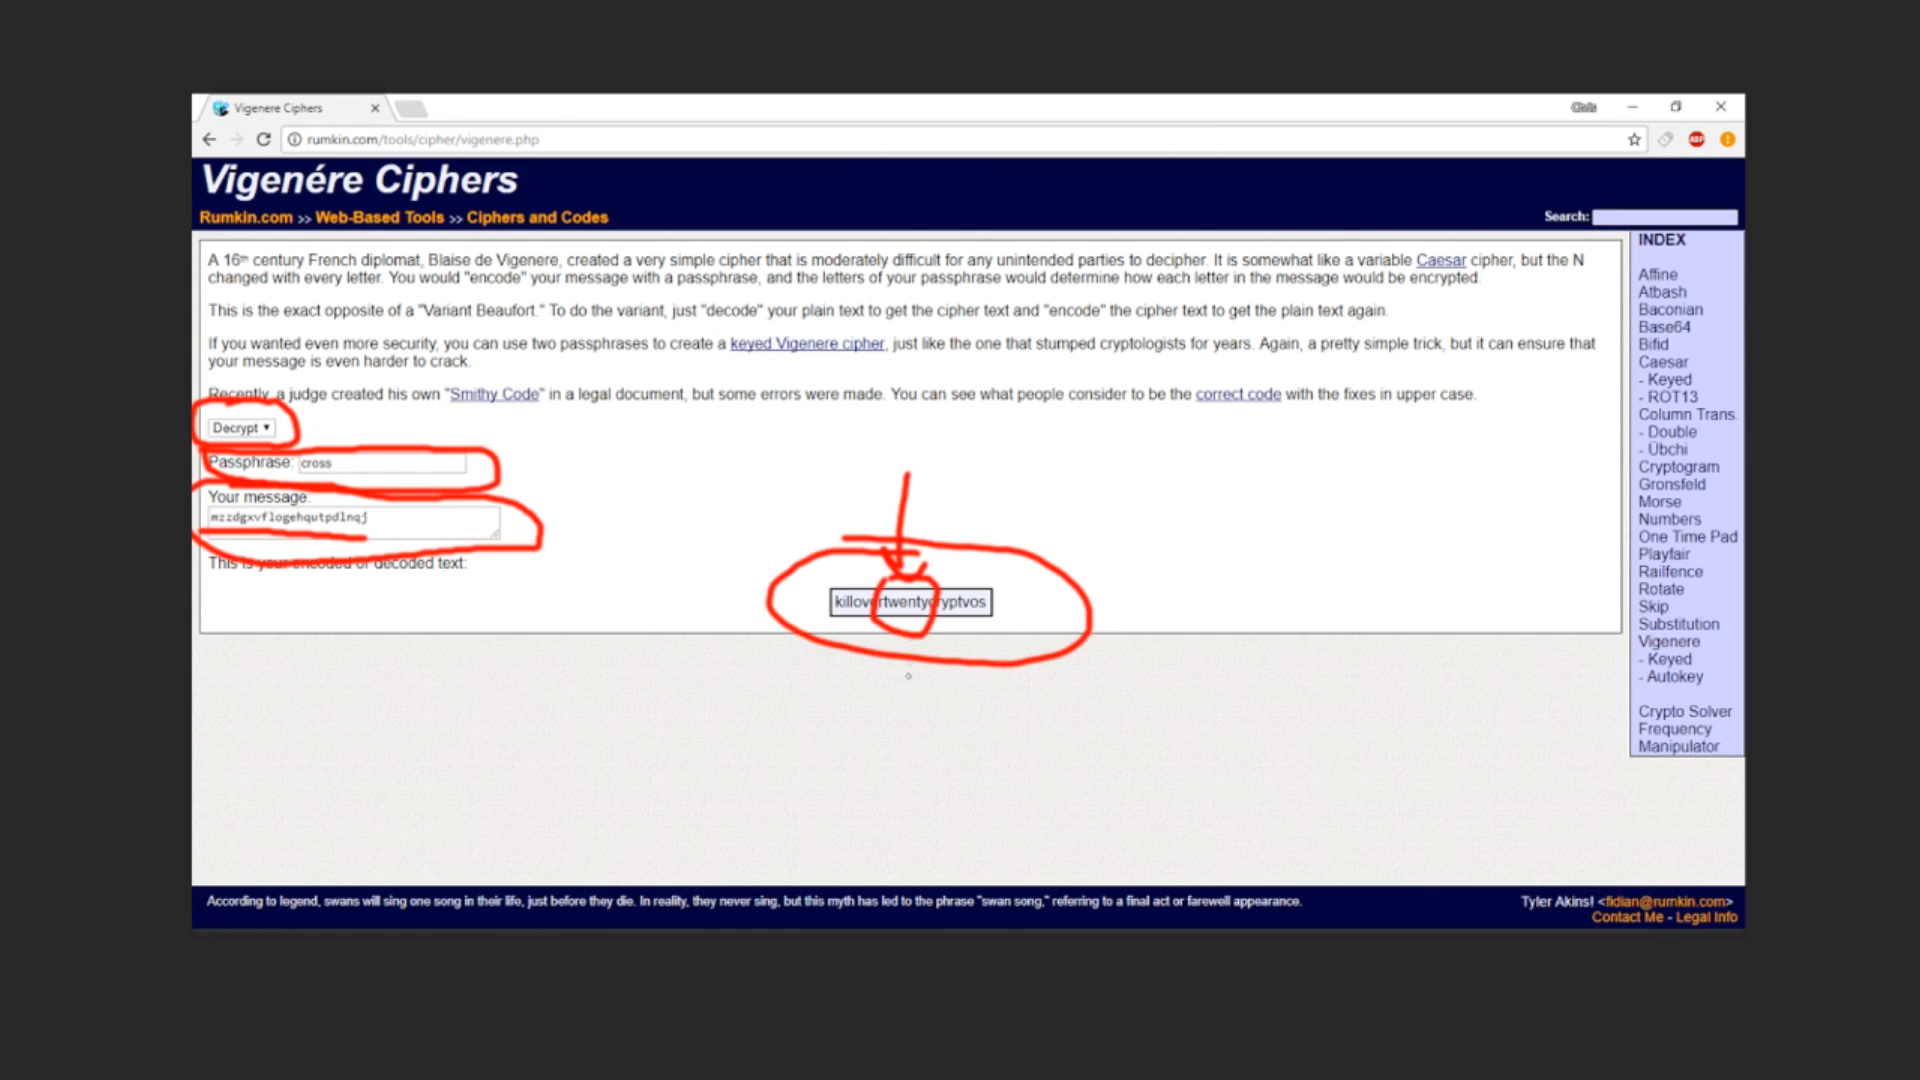 Vigenere Ciphers
rumkin.com/tools/cipher/vigenere.php
ABP
Vigenére Ciphers
Rumkin.com >> Web-Based Tools >> Ciphers and Codes
Search:
A 16th century French diplomat, Blaise de Vigenere, created a very simple cipher that is moderately difficult for any unintended parties to decipher. It is somewhat like a variable Caesar cipher, but the N
changed with every letter. You would "encode" your message with a passphrase, and the letters of your passphrase would determine how each letter in the message would be encrypted.
This is the exact opposite of a "Variant Beaufort." To do the variant, just "decode" your plain text to get the cipher text and "encode" the cipher text to get the plain text again.
If you wanted even more security, you can use two passphrases to create a keyed Vigenere cipher, just like the one that stumped cryptologists for years. Again, a pretty simple trick, but it can ensure that
your message is even harder to crack.
Recently, a judge created his own "Smithy Code" in a legal document, but some errors were made. You can see what people consider to be the correct code with the fixes in upper case.
Decrypt
Passphrase: cross
Your message:
mzzdgxvflogehqutpdlnqj
This is your encoded or decoded text:
killovertwentycryptvos
INDEX
Affine
Atbash
Baconian
Base64
Bifid
Caesar
- Keyed
- ROT13
Column Trans.
- Double
- Übchi
Cryptogram
Gronsfeld
Morse
Numbers
One Time Pad
Playfair
Railfence
Rotate
Skip
Substitution
Vigenere
- Keyed
- Autokey
Crypto Solver
Frequency
Manipulator
According to legend, swans will sing one song in their life, just before they die. In reality, they never sing, but this myth has led to the phrase "swan song," referring to a final act or farewell appearance.
Tyler Akins! <fidian@rumkin.com>
Contact Me - Legal Info